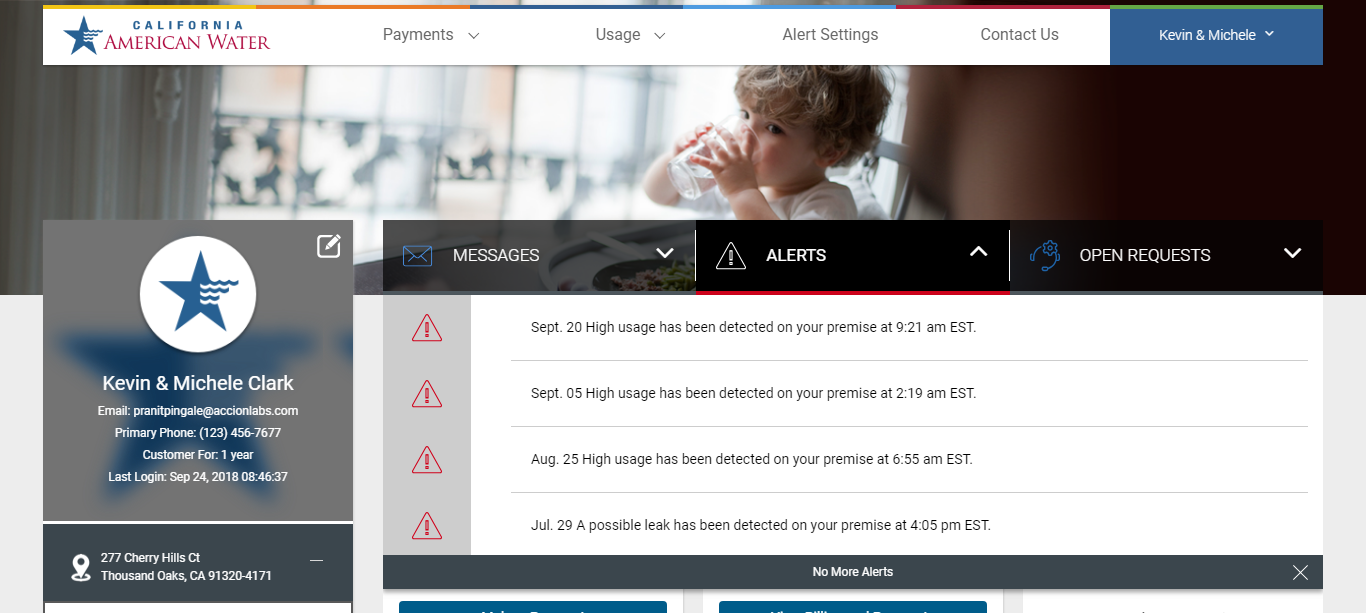 CALIFORNIA
AMERICAN WATER
Payments
Usage
Alert Settings
Contact Us
Kevin & Michele
MESSAGES
ALERTS
OPEN REQUESTS
Kevin & Michele Clark
Email: pranitpingale@accionlabs.com
Primary Phone: (123) 456-7677
Customer For: 1 year
Last Login: Sep 24, 2018 08:46:37
277 Cherry Hills Ct
Thousand Oaks, CA 91320-4171
Sept. 20 High usage has been detected on your premise at 9:21 am EST.
Sept. 05 High usage has been detected on your premise at 2:19 am EST.
Aug. 25 High usage has been detected on your premise at 6:55 am EST.
Jul. 29 A possible leak has been detected on your premise at 4:05 pm EST.
No More Alerts